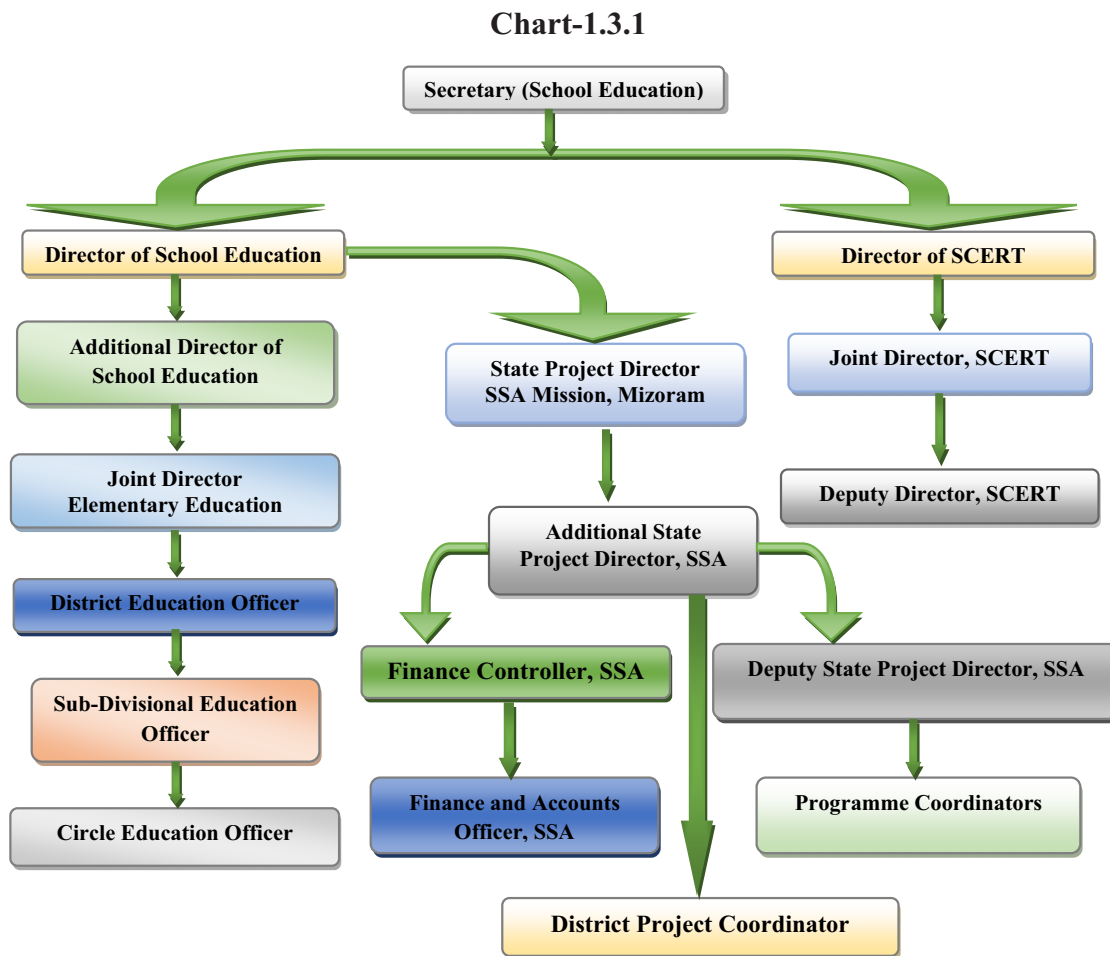 Chart-1.3.1
Secretary (School Education)
Director of School Education
Director of SCERT
Additional Director of
School Education
State Project Director
SSA Mission, Mizoram
Joint Director, SCERT
Joint Director
Elementary Education
Deputy Director, SCERT
Additional State
Project Director, SSA
District Education Officer
Finance Controller, SSA
Deputy State Project Director, SSA
Sub-Divisional Education
Officer
Finance and Accounts
Officer, SSA
Programme Coordinators
Circle Education Officer
District Project Coordinator